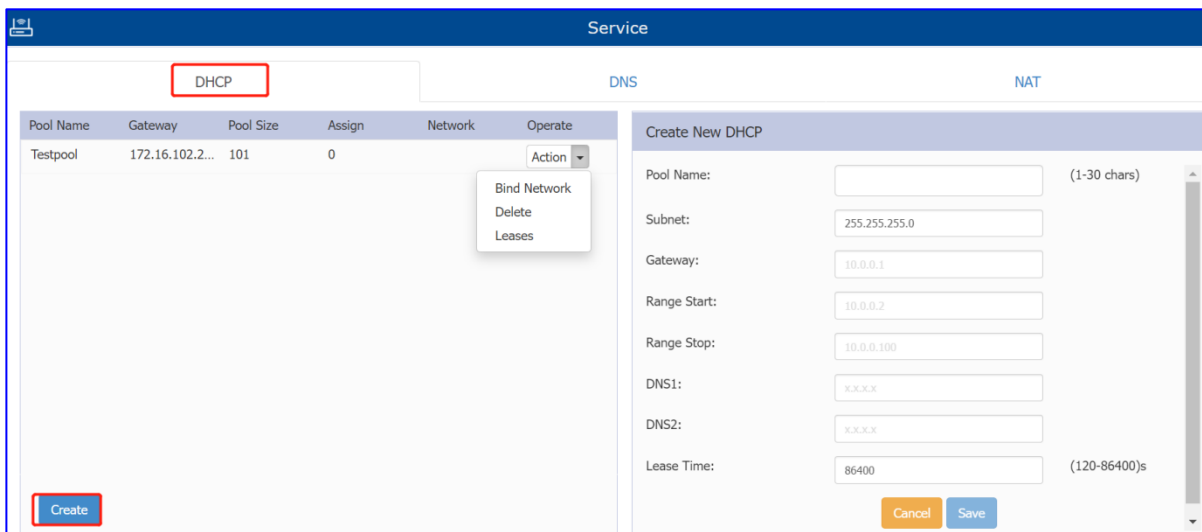 Service
DHCP
DNS
NAT
Pool Name Gateway Pool Size Assign Network Operate
Testpool 172.16.102.2... 101 0 Action
Bind Network
Delete
Leases
Create
Create New DHCP
Pool Name: (1-30 chars)
Subnet: 255.255.255.0
Gateway: 10.0.0.1
Range Start: 10.0.0.2
Range Stop: 10.0.0.100
DNS1: x.x.x.x
DNS2: x.x.x.x
Lease Time: 86400 (120-86400)s
Cancel Save